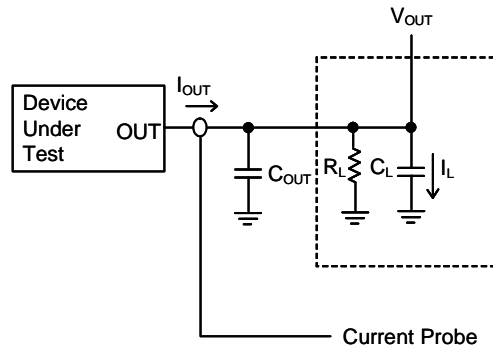 V_OUT
I_OUT
Device
Under
Test
OUT
C_OUT
R_L
C_L
I_L
Current Probe